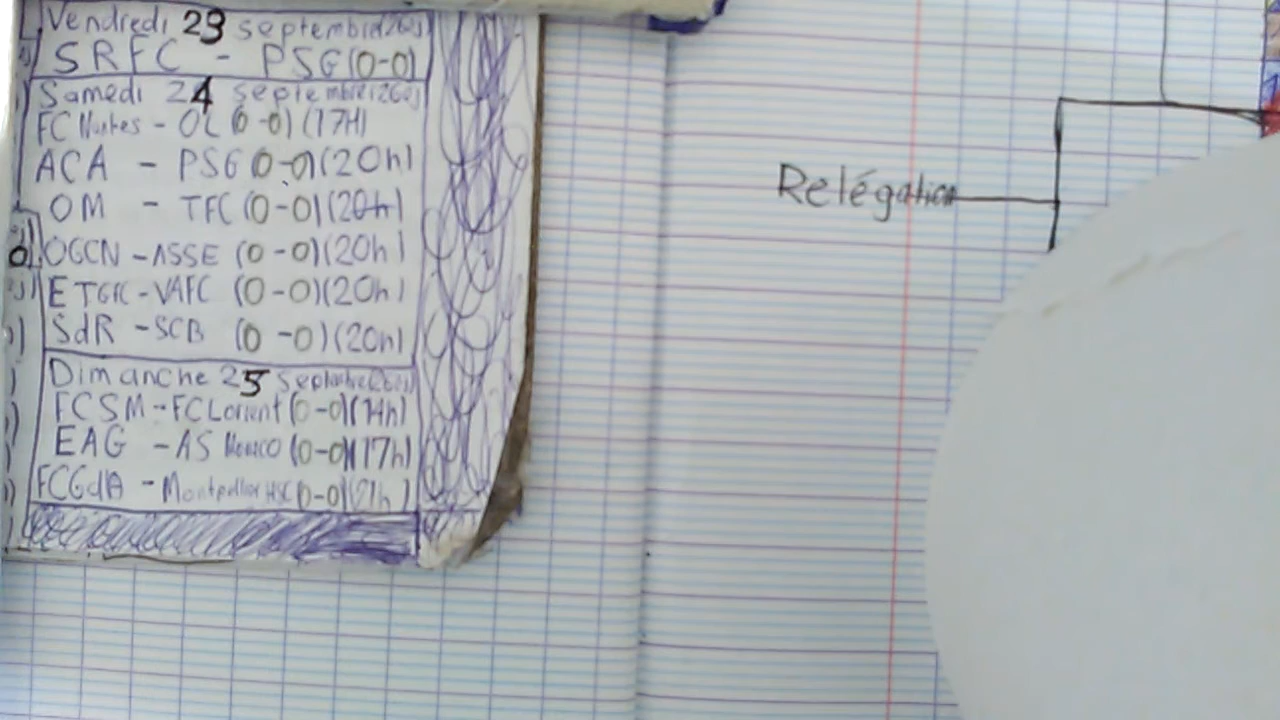 Vendredi 23 septembre
SRFC - PSG (0-0)
Samedi 24 septembre
FC Nantes - OL (0-0) (17H)
ACA - PSG (0-0) (20h)
OM - TFC (0-0) (20h)
OGCN - ASSE (0-0) (20h)
ETGFC - VAFC (0-0) (20h)
SdR - SCB (0-0) (20h)
Dimanche 25 Septembre
FCSM - FC Lorient (0-0) (14h)
EAG - AS Monaco (0-0) (17h)
FCGdB - Montpellier HSC (0-0) (21h)
Relégation